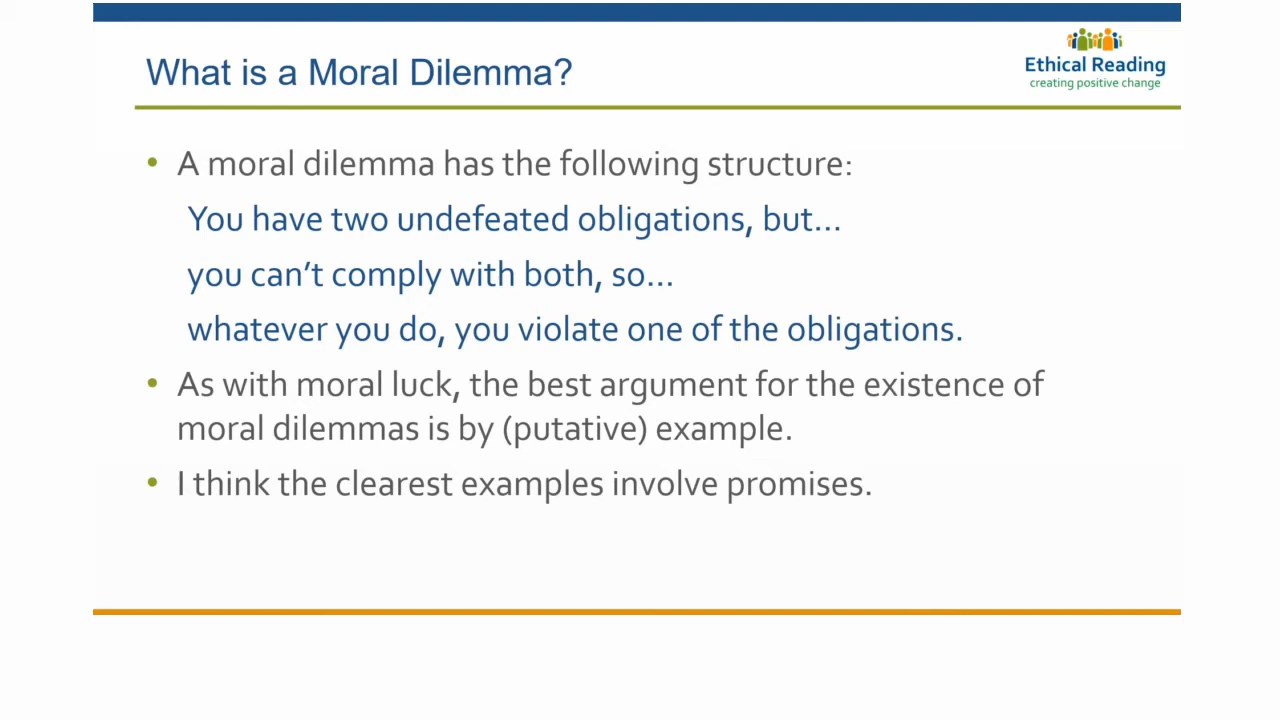 What is a Moral Dilemma?
Ethical Reading
creating positive change
• A moral dilemma has the following structure:
You have two undefeated obligations, but…
you can't comply with both, so…
whatever you do, you violate one of the obligations.
• As with moral luck, the best argument for the existence of
moral dilemmas is by (putative) example.
• I think the clearest examples involve promises.